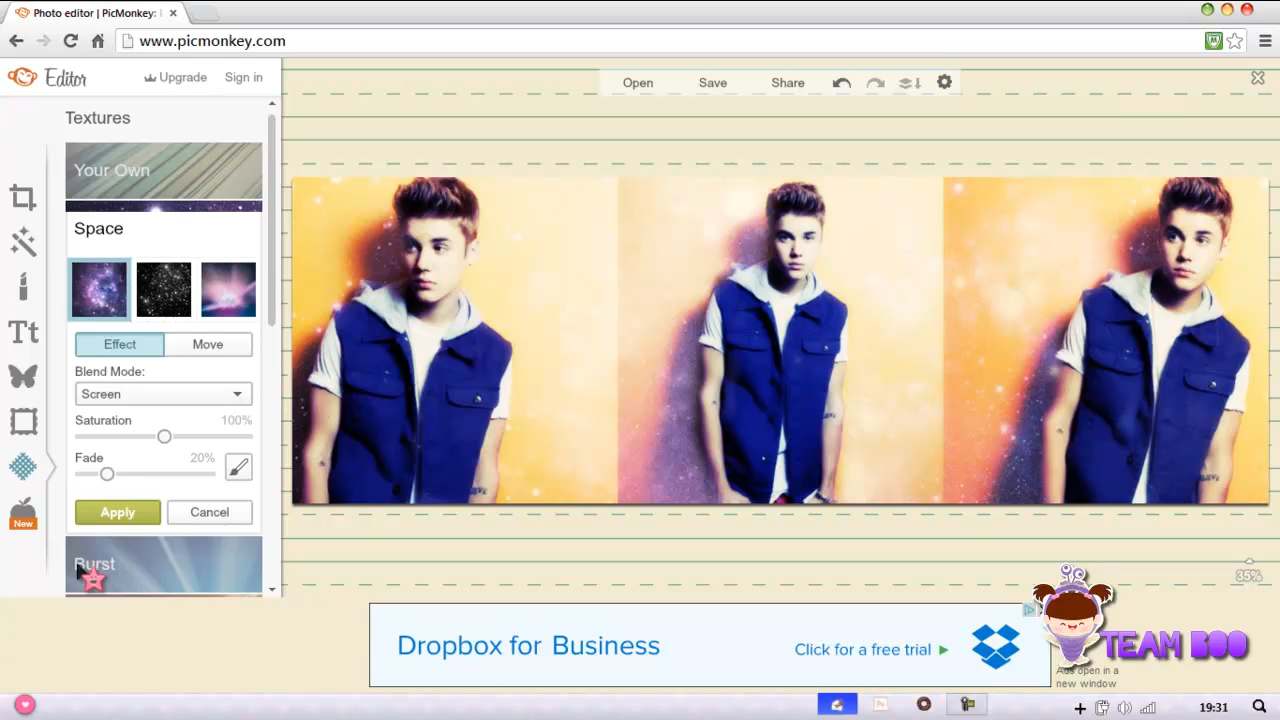 Photo editor | PicMonkey:
www.picmonkey.com
Editor
Upgrade
Sign in
Open
Save
Share
Textures
Your Own
Space
Effect
Move
Blend Mode:
Screen
Saturation
100%
Fade
20%
Apply
Cancel
New
Burst
35%
Dropbox for Business
Click for a free trial
TEAM BOO
Ads open in a
new window
19:31